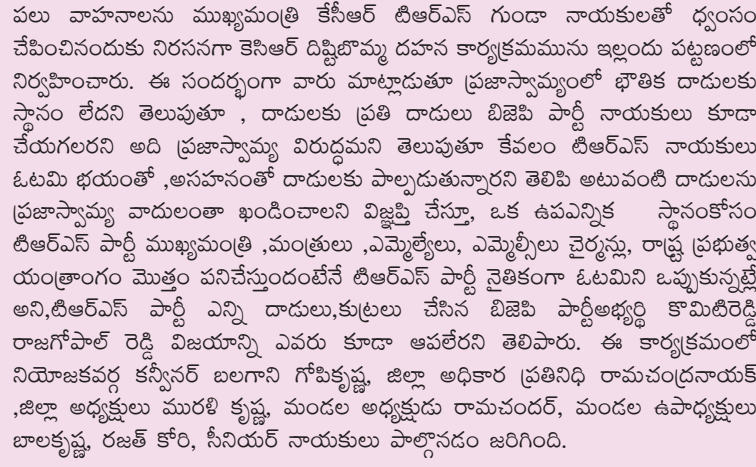 పలు వాహనాలను ముఖ్యమంత్రి కేసీఆర్ టిఆర్ఎస్ గుండా నాయకులతో ధ్వంసం
చేపించినందుకు నిరసనగా కెసిఆర్ దిష్టిబొమ్మ దహన కార్యక్రమమును ఇల్లందు పట్టణంలో
నిర్వహించారు. ఈ సందర్భంగా వారు మాట్లాడుతూ ప్రజాస్వామ్యంలో భౌతిక దాడులకు
స్థానం లేదని తెలుపుతూ , దాడులకు ప్రతి దాడులు బిజెపి పార్టీ నాయకులు కూడా
చేయగలరని అది ప్రజాస్వామ్య విరుద్ధమని తెలుపుతూ కేవలం టిఆర్ఎస్ నాయకులు
ఓటమి భయంతో ,అసహనంతో దాడులకు పాల్పడుతున్నారని తెలిపి అటువంటి దాడులను
ప్రజాస్వామ్య వాదులంతా ఖండించాలని విజ్ఞప్తి చేస్తూ, ఒక ఉపఎన్నిక స్థానంకోసం
టిఆర్ఎస్ పార్టీ ముఖ్యమంత్రి ,మంత్రులు ,ఎమ్మెల్యేలు, ఎమ్మెల్సీలు చైర్మన్లు, రాష్ట్ర ప్రభుత్వ
యంత్రాంగం మొత్తం పనిచేస్తుందంటేనే టిఆర్ఎస్ పార్టీ నైతికంగా ఓటమిని ఒప్పుకున్నట్లే
అని,టిఆర్ఎస్ పార్టీ ఎన్ని దాడులు,కుట్రలు చేసిన బిజెపి పార్టీఅభ్యర్థి కొమిటిరెడ్డి
రాజగోపాల్ రెడ్డి విజయాన్ని ఎవరు కూడా ఆపలేరని తెలిపారు. ఈ కార్యక్రమంలో
నియోజకవర్గ కన్వీనర్ బలగాని గోపికృష్ణ, జిల్లా అధికార ప్రతినిధి రామచంద్రనాయక్
,జిల్లా అధ్యక్షులు మురళి కృష్ణ, మండల అధ్యక్షుడు రామచందర్, మండల ఉపాధ్యక్షులు
బాలకృష్ణ, రజత్ కోరి, సీనియర్ నాయకులు పాల్గొనడం జరిగింది.